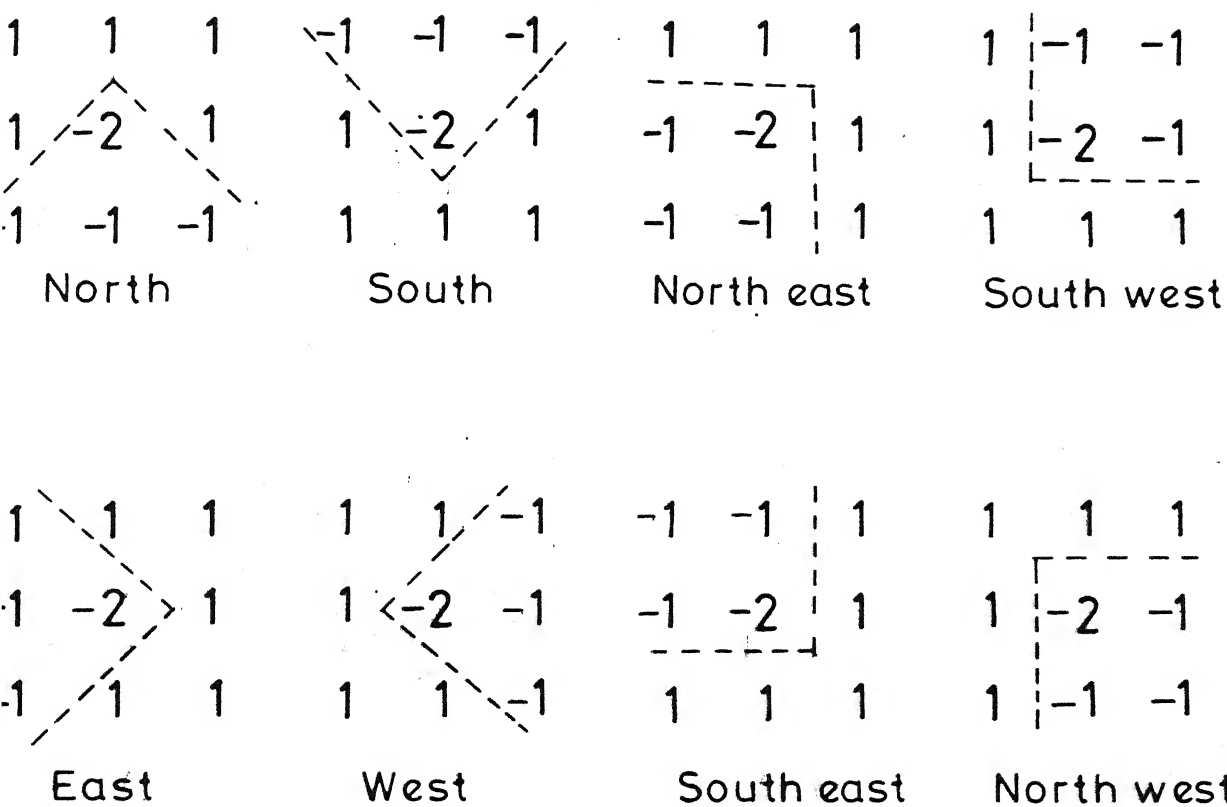 1 1 1 -1 -1 -1 1 1 1 1 -1 -1
1 -2 1 1 -2 1 -1 -2 1 1 -2 -1
-1 -1 -1 1 1 1 -1 -1 1 1 1 1
North South North east South west
1 1 1 1 1 -1 -1 -1 1 1 1 1
-1 -2 1 1 -2 -1 -1 -2 1 1 -2 -1
-1 1 1 1 1 -1 1 1 1 1 -1 -1
East West South east North west